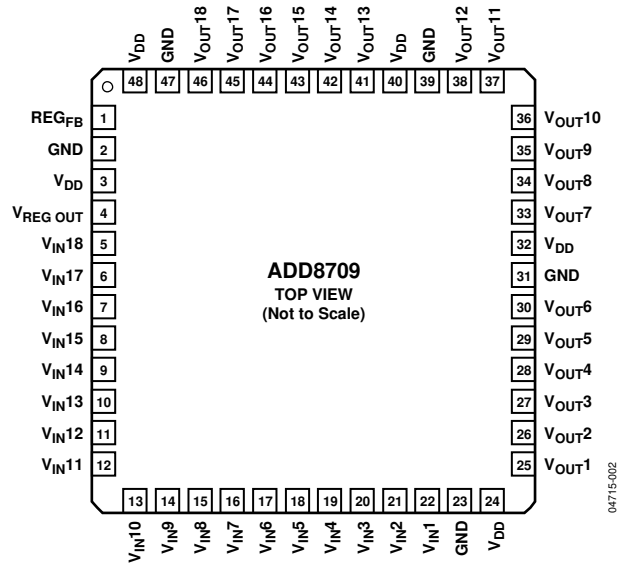 VDD GND VOUT18 VOUT17 VOUT16 VOUT15 VOUT14 VOUT13 VDD GND VOUT12 VOUT11
48 47 46 45 44 43 42 41 40 39 38 37
REGFB 1
GND 2
VDD 3
VREG OUT 4
VIN18 5
VIN17 6
VIN16 7
VIN15 8
VIN14 9
VIN13 10
VIN12 11
VIN11 12
ADD8709
TOP VIEW
(Not to Scale)
36 VOUT10
35 VOUT9
34 VOUT8
33 VOUT7
32 VDD
31 GND
30 VOUT6
29 VOUT5
28 VOUT4
27 VOUT3
26 VOUT2
25 VOUT1
13 14 15 16 17 18 19 20 21 22 23 24
VIN10 VIN9 VIN8 VIN7 VIN6 VIN5 VIN4 VIN3 VIN2 VIN1 GND VDD
04715-002